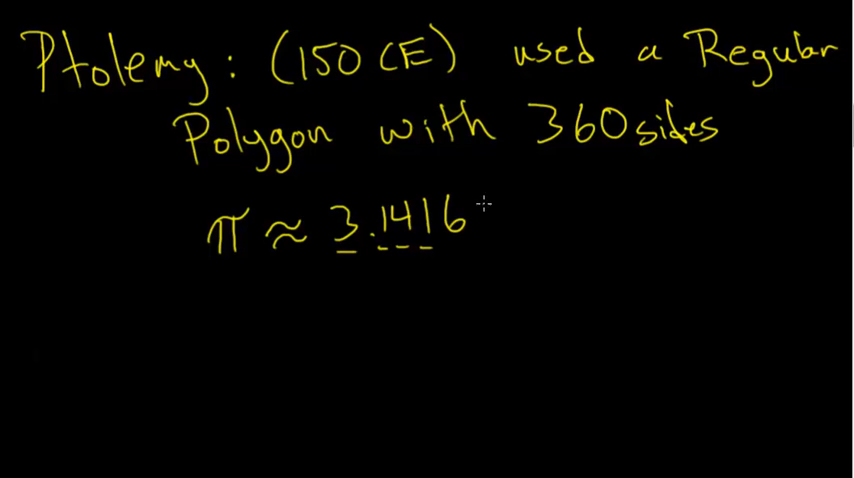 Ptolemy: (150 CE) used a Regular
Polygon with 360 sides
π ≈ 3.1416